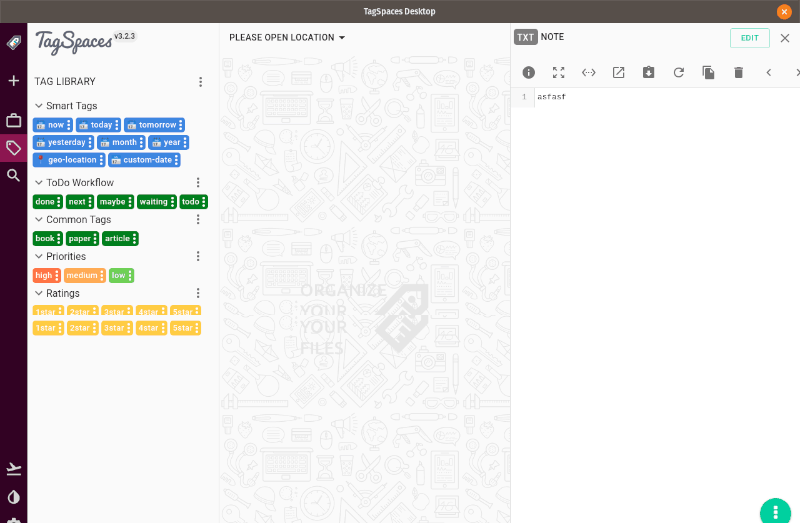 TagSpaces Desktop
TagSpaces v3.2.3
TAG LIBRARY
Smart Tags
now today tomorrow
yesterday month year
geo-location custom-date
ToDo Workflow
done next maybe waiting todo
Common Tags
book paper article
Priorities
high medium low
Ratings
1star 2star 3star 4star 5star
1star 2star 3star 4star 5star
PLEASE OPEN LOCATION
ORGANIZE
YOUR
YOUR
FILES
TXT NOTE
EDIT
1 asfasf